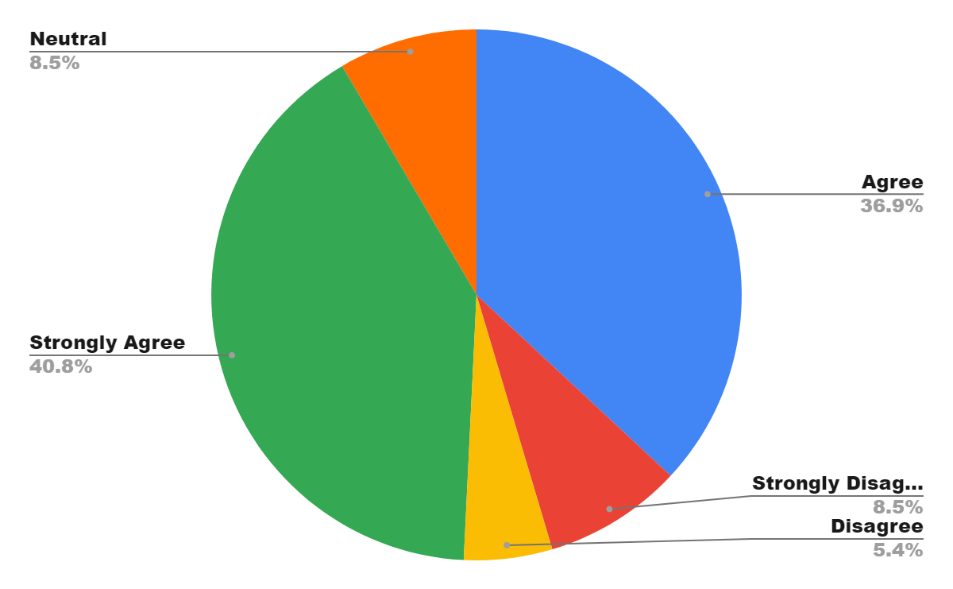 Neutral
8.5%
Agree
36.9%
Strongly Agree
40.8%
Strongly Disag...
8.5%
Disagree
5.4%